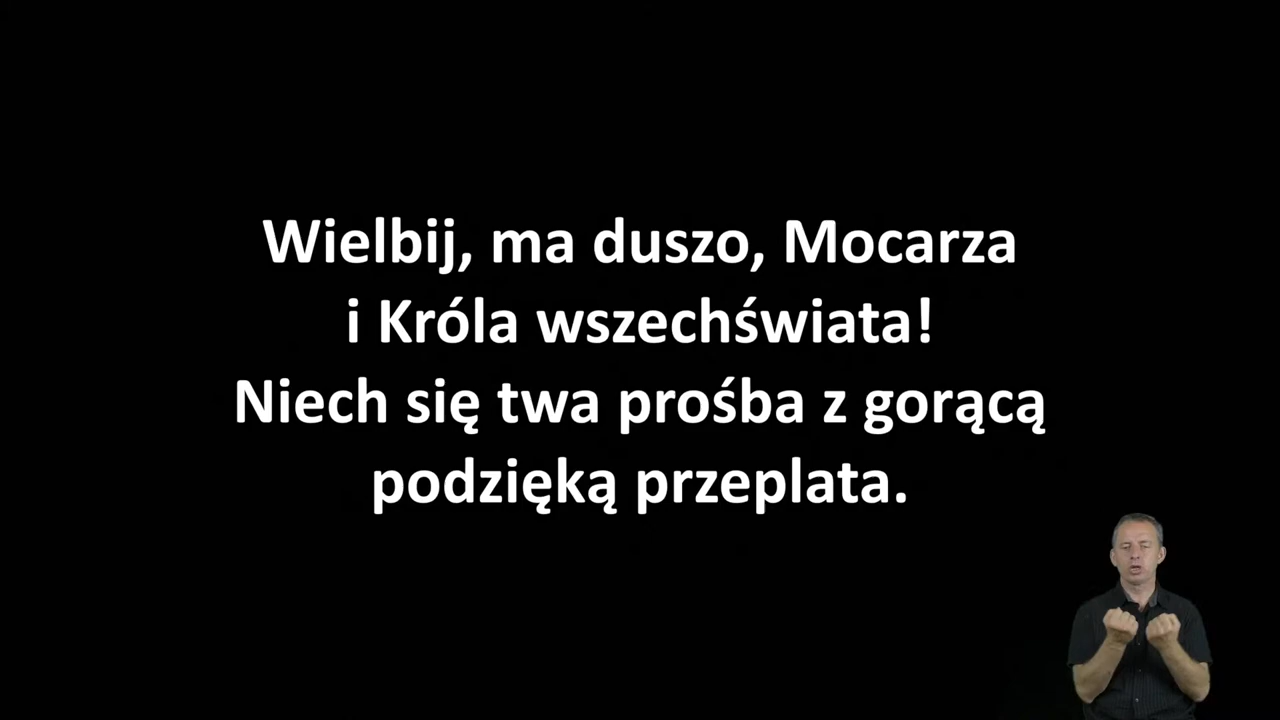 Wielbij, ma duszo, Mocarza
i Króla wszechświata!
Niech się twa prośba z gorącą
podzięką przeplata.